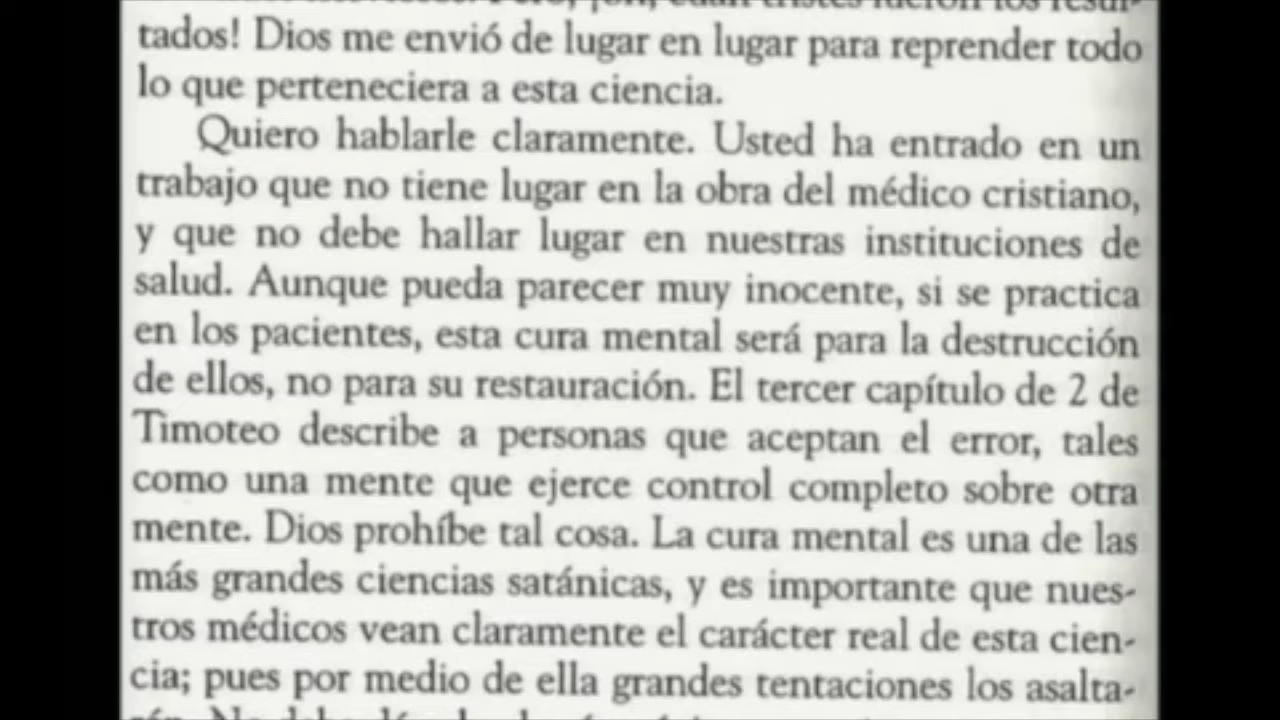 tados! Dios me envió de lugar en lugar para reprender todo
lo que perteneciera a esta ciencia.
Quiero hablarle claramente. Usted ha entrado en un
trabajo que no tiene lugar en la obra del médico cristiano,
y que no debe hallar lugar en nuestras instituciones de
salud. Aunque pueda parecer muy inocente, si se practica
en los pacientes, esta cura mental será para la destrucción
de ellos, no para su restauración. El tercer capítulo de 2 de
Timoteo describe a personas que aceptan el error, tales
como una mente que ejerce control completo sobre otra
mente. Dios prohíbe tal cosa. La cura mental es una de las
más grandes ciencias satánicas, y es importante que nues-
tros médicos vean claramente el carácter real de esta cien-
cia; pues por medio de ella grandes tentaciones los asalta-